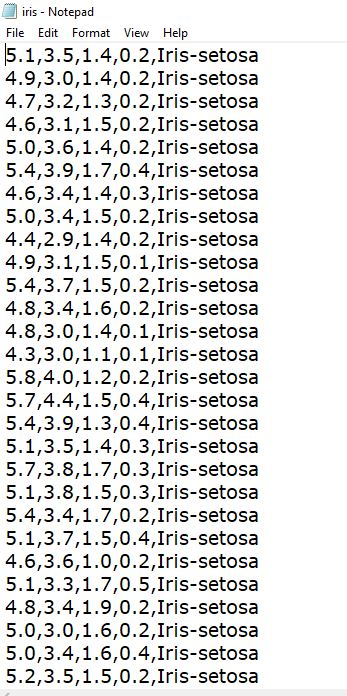 iris - Notepad
File Edit Format View Help
5.1,3.5,1.4,0.2,Iris-setosa
4.9,3.0,1.4,0.2,Iris-setosa
4.7,3.2,1.3,0.2,Iris-setosa
4.6,3.1,1.5,0.2,Iris-setosa
5.0,3.6,1.4,0.2,Iris-setosa
5.4,3.9,1.7,0.4,Iris-setosa
4.6,3.4,1.4,0.3,Iris-setosa
5.0,3.4,1.5,0.2,Iris-setosa
4.4,2.9,1.4,0.2,Iris-setosa
4.9,3.1,1.5,0.1,Iris-setosa
5.4,3.7,1.5,0.2,Iris-setosa
4.8,3.4,1.6,0.2,Iris-setosa
4.8,3.0,1.4,0.1,Iris-setosa
4.3,3.0,1.1,0.1,Iris-setosa
5.8,4.0,1.2,0.2,Iris-setosa
5.7,4.4,1.5,0.4,Iris-setosa
5.4,3.9,1.3,0.4,Iris-setosa
5.1,3.5,1.4,0.3,Iris-setosa
5.7,3.8,1.7,0.3,Iris-setosa
5.1,3.8,1.5,0.3,Iris-setosa
5.4,3.4,1.7,0.2,Iris-setosa
5.1,3.7,1.5,0.4,Iris-setosa
4.6,3.6,1.0,0.2,Iris-setosa
5.1,3.3,1.7,0.5,Iris-setosa
4.8,3.4,1.9,0.2,Iris-setosa
5.0,3.0,1.6,0.2,Iris-setosa
5.0,3.4,1.6,0.4,Iris-setosa
5.2,3.5,1.5,0.2,Iris-setosa